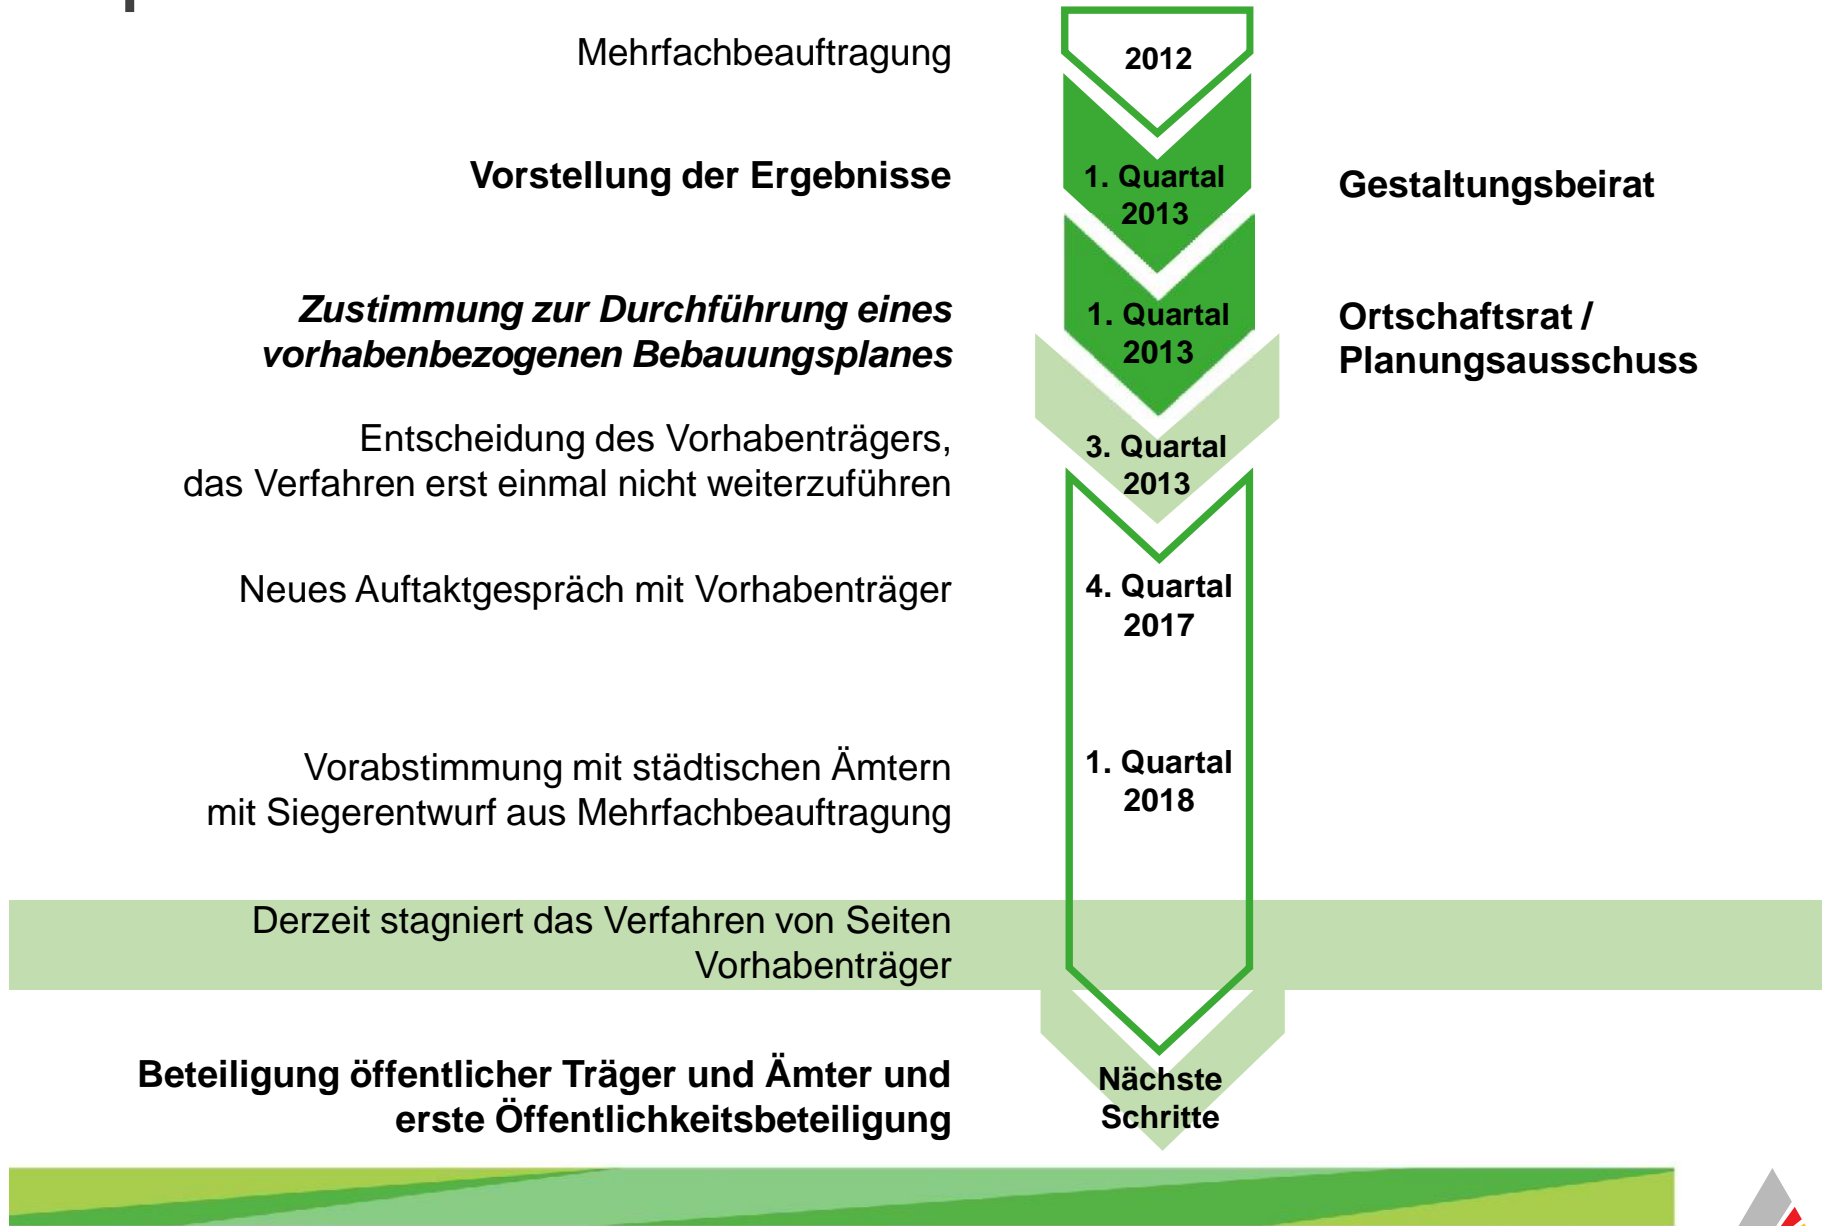 Mehrfachbeauftragung
2012
Vorstellung der Ergebnisse
1. Quartal
2013
Gestaltungsbeirat
Zustimmung zur Durchführung eines
vorhabenbezogenen Bebauungsplanes
1. Quartal
2013
Ortschaftsrat /
Planungsausschuss
Entscheidung des Vorhabenträgers,
das Verfahren erst einmal nicht weiterzuführen
3. Quartal
2013
Neues Auftaktgespräch mit Vorhabenträger
4. Quartal
2017
Vorabstimmung mit städtischen Ämtern
mit Siegerentwurf aus Mehrfachbeauftragung
1. Quartal
2018
Derzeit stagniert das Verfahren von Seiten
Vorhabenträger
Beteiligung öffentlicher Träger und Ämter und
erste Öffentlichkeitsbeteiligung
Nächste
Schritte